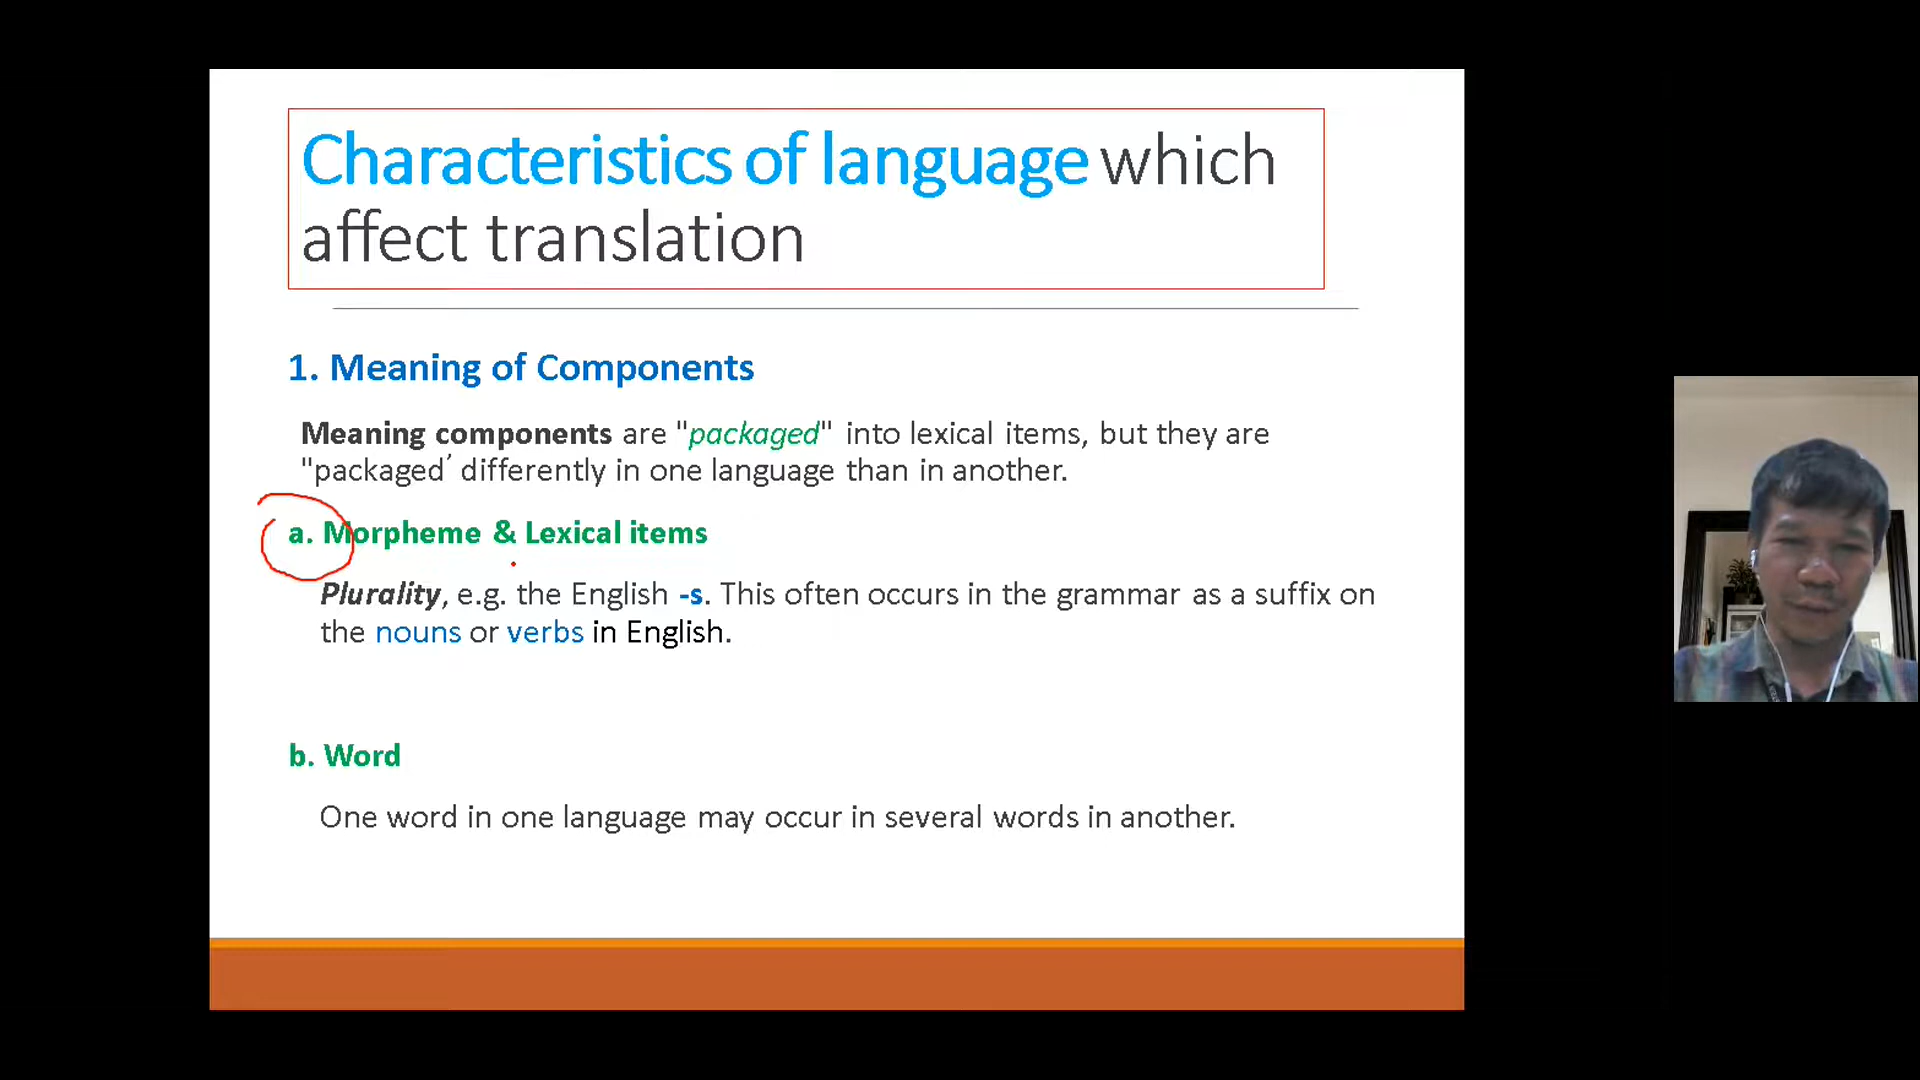 Characteristics of language which
affect translation
1. Meaning of Components
Meaning components are "packaged" into lexical items, but they are
"packaged’ differently in one language than in another.
a. Morpheme & Lexical items
Plurality, e.g. the English -s. This often occurs in the grammar as a suffix on
the nouns or verbs in English.
b. Word
One word in one language may occur in several words in another.